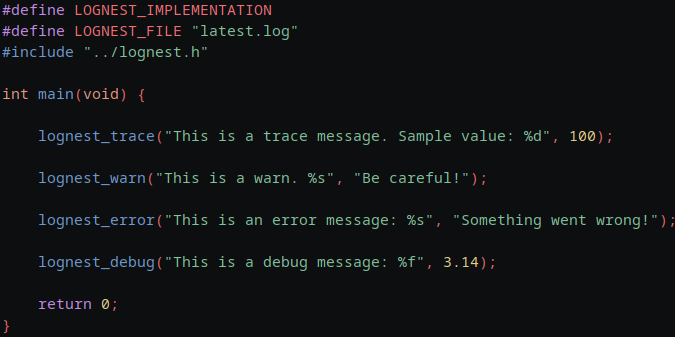 #define LOGNEST_IMPLEMENTATION
#define LOGNEST_FILE "latest.log"
#include "../lognest.h"
int main(void) {
lognest_trace("This is a trace message. Sample value: %d", 100);
lognest_warn("This is a warn. %s", "Be careful!");
lognest_error("This is an error message: %s", "Something went wrong!");
lognest_debug("This is a debug message: %f", 3.14);
return 0;
}